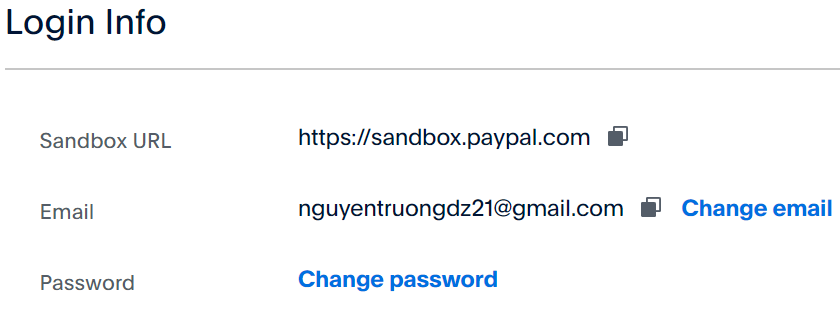 Login Info
Sandbox URL https://sandbox.paypal.com
Email nguyentruongdz21@gmail.com Change email
Password Change password